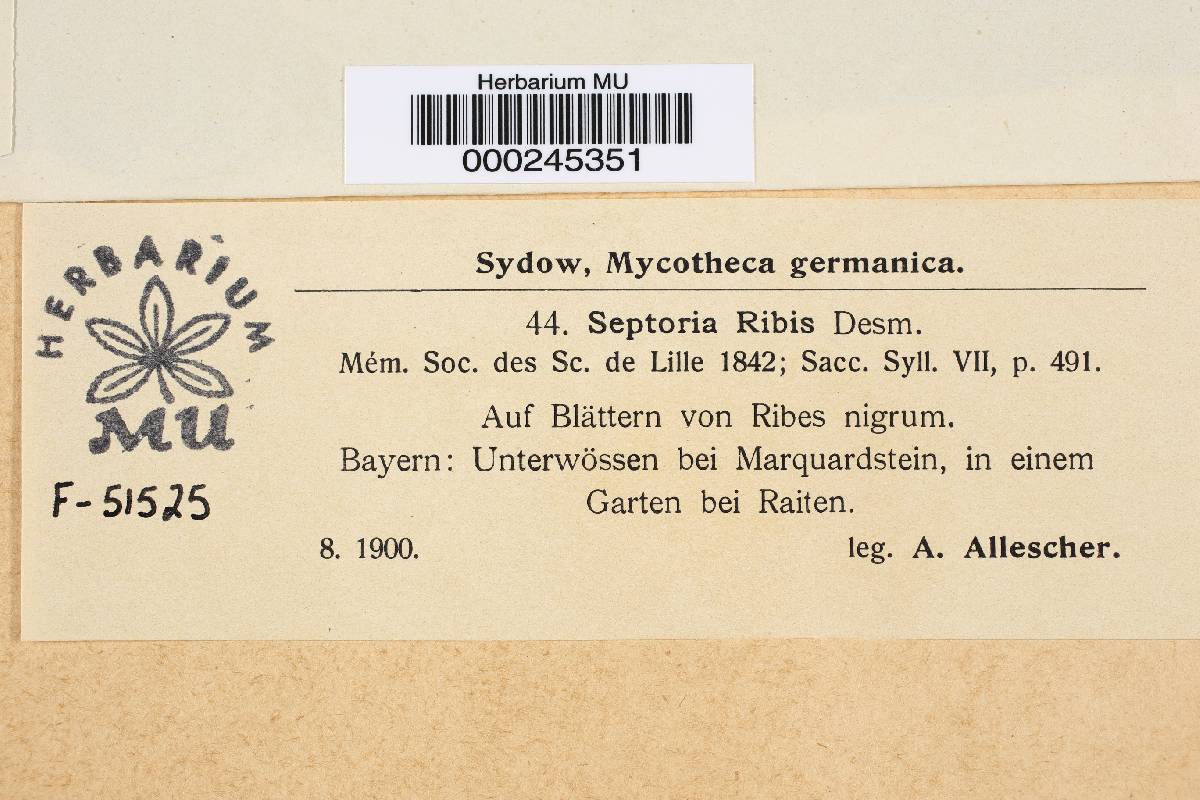 Herbarium MU
000245351
HERBARIUM
MU
F-51525
Sydow, Mycotheca germanica.
44. Septoria Ribis Desm.
Mém. Soc. des Sc. de Lille 1842; Sacc. Syll. VII, p. 491.
Auf Blättern von Ribes nigrum.
Bayern: Unterwössen bei Marquardstein, in einem
Garten bei Raiten.
8. 1900. leg. A. Allescher.